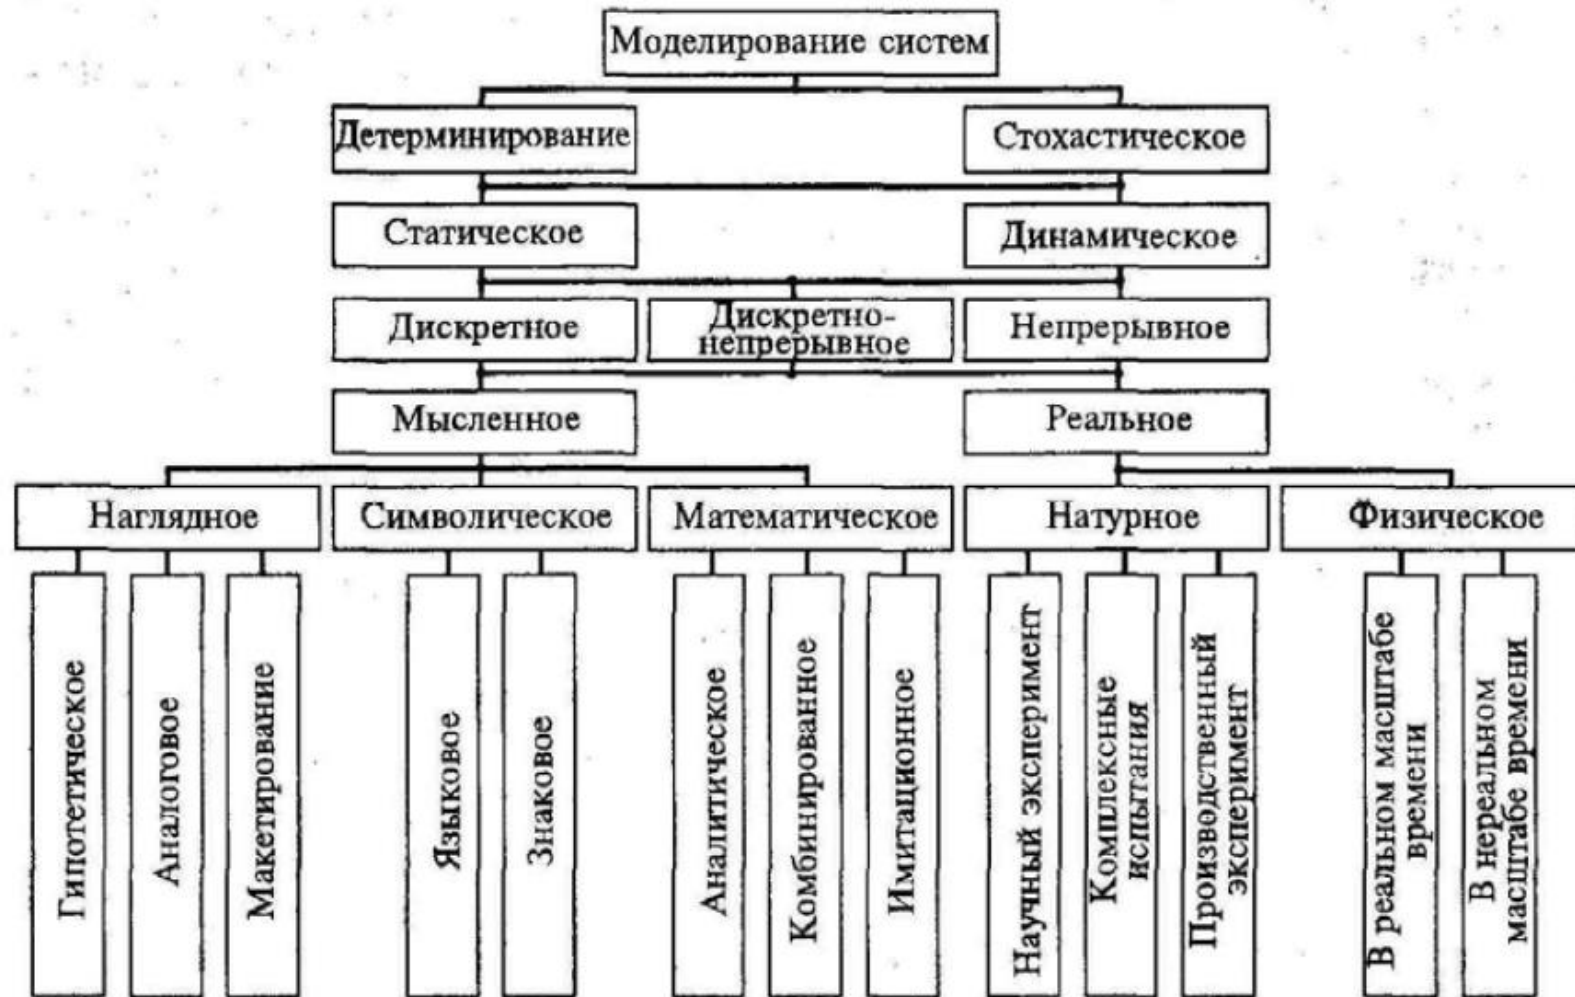 Моделирование систем
Детерминирование
Стохастическое
Статическое
Динамическое
Дискретное
Дискретно-
непрерывное
Непрерывное
Мысленное
Реальное
Наглядное
Символическое
Математическое
Натурное
Физическое
Гипотетическое
Аналоговое
Макетирование
Языковое
Знаковое
Аналитическое
Комбинированное
Имитационное
Научный эксперимент
Комплексные
испытания
Производственный
эксперимент
В реальном масштабе
времени
В нереальном
масштабе времени